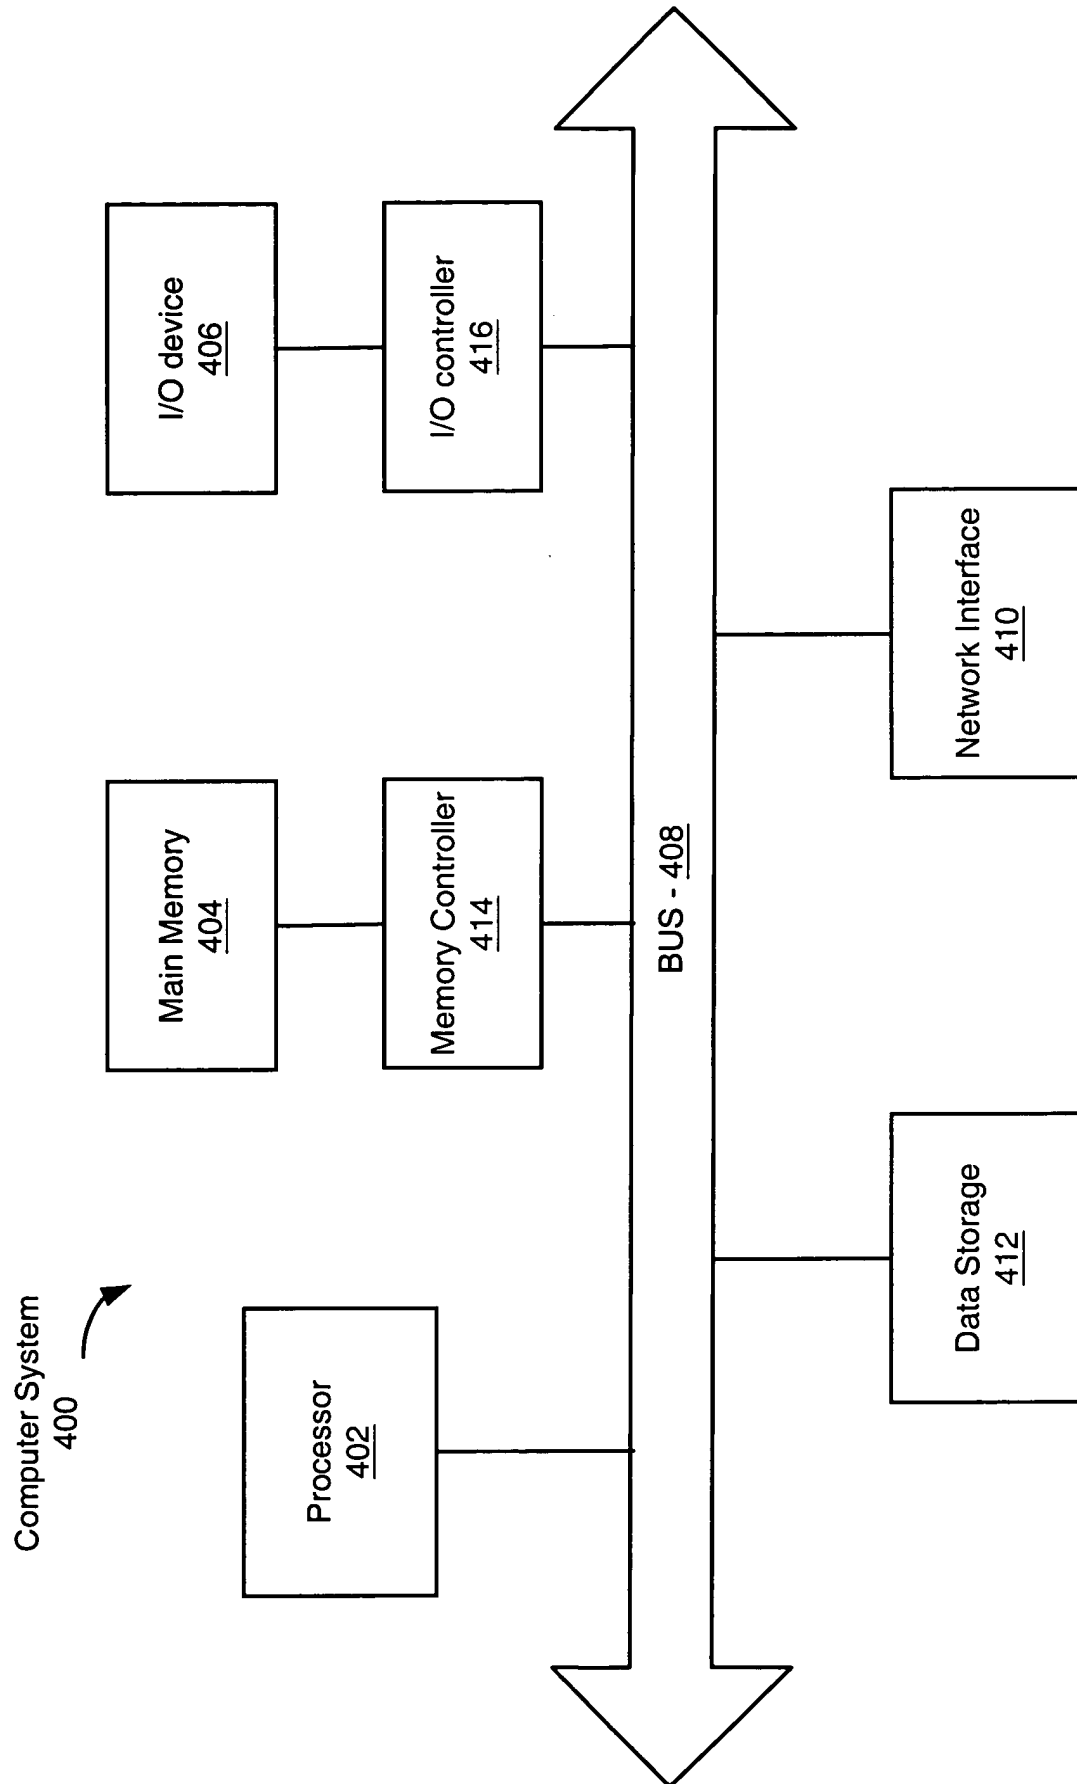 Computer System
400
Processor
402
Main Memory
404
Memory Controller
414
I/O device
406
I/O controller
416
BUS - 408
Data Storage
412
Network Interface
410